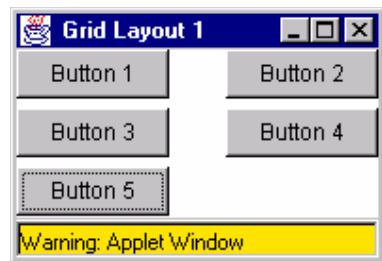 Grid Layout 1
Button 1 Button 2
Button 3 Button 4
Button 5
Warning: Applet Window